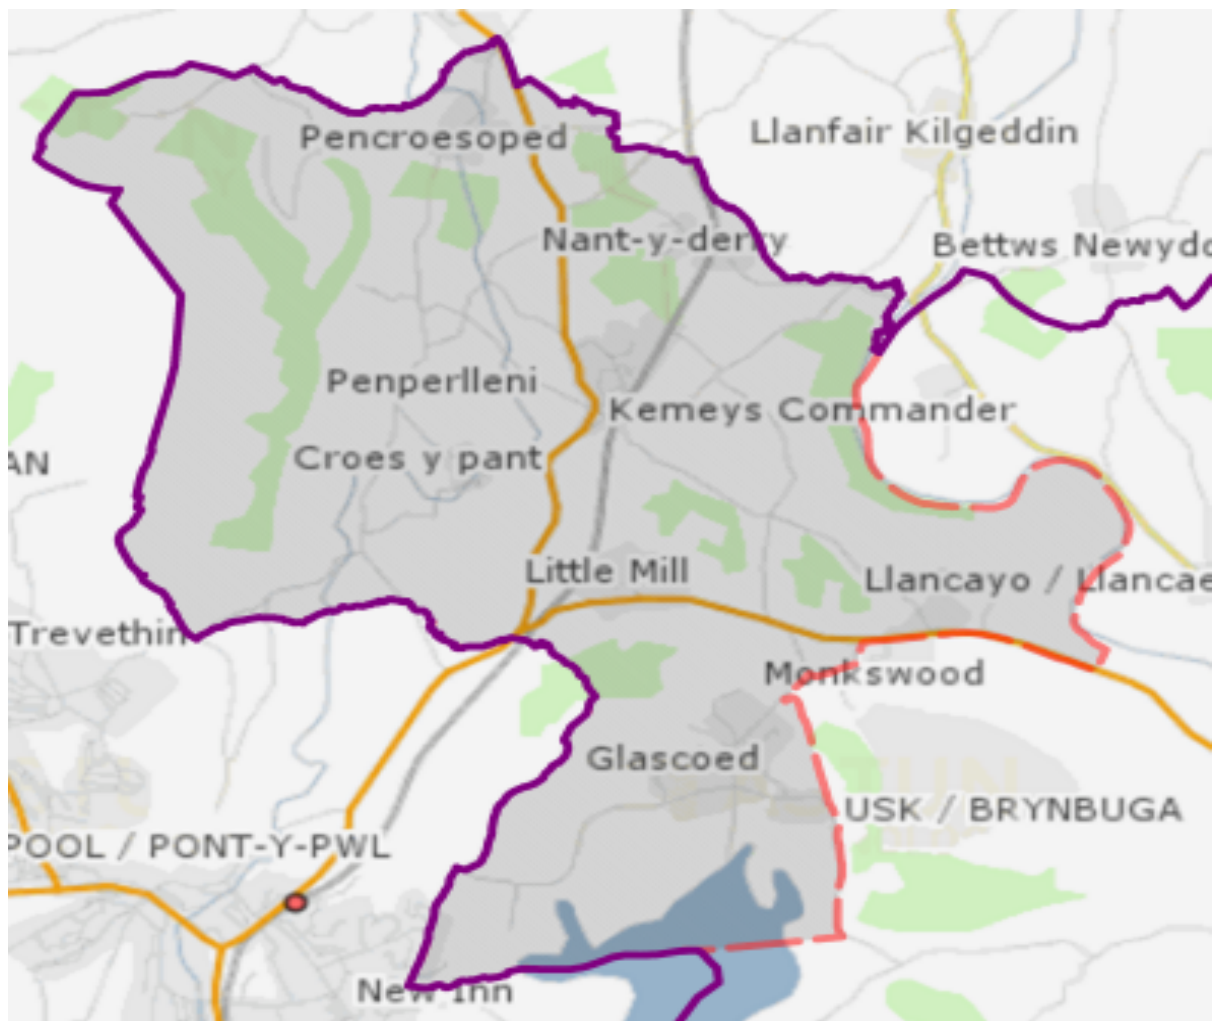 Pencroesoped
Llanfair Kilgeddin
Nant-y-derry
Bettws Newydd
Penperlleni
Kemeys Commander
AN
Croes y pant
Little Mill
Llancayo / Llancae
Trevethin
Monkswood
Glascoed
USK / BRYNBUGA
POOL / PONT-Y-PWL
New Inn